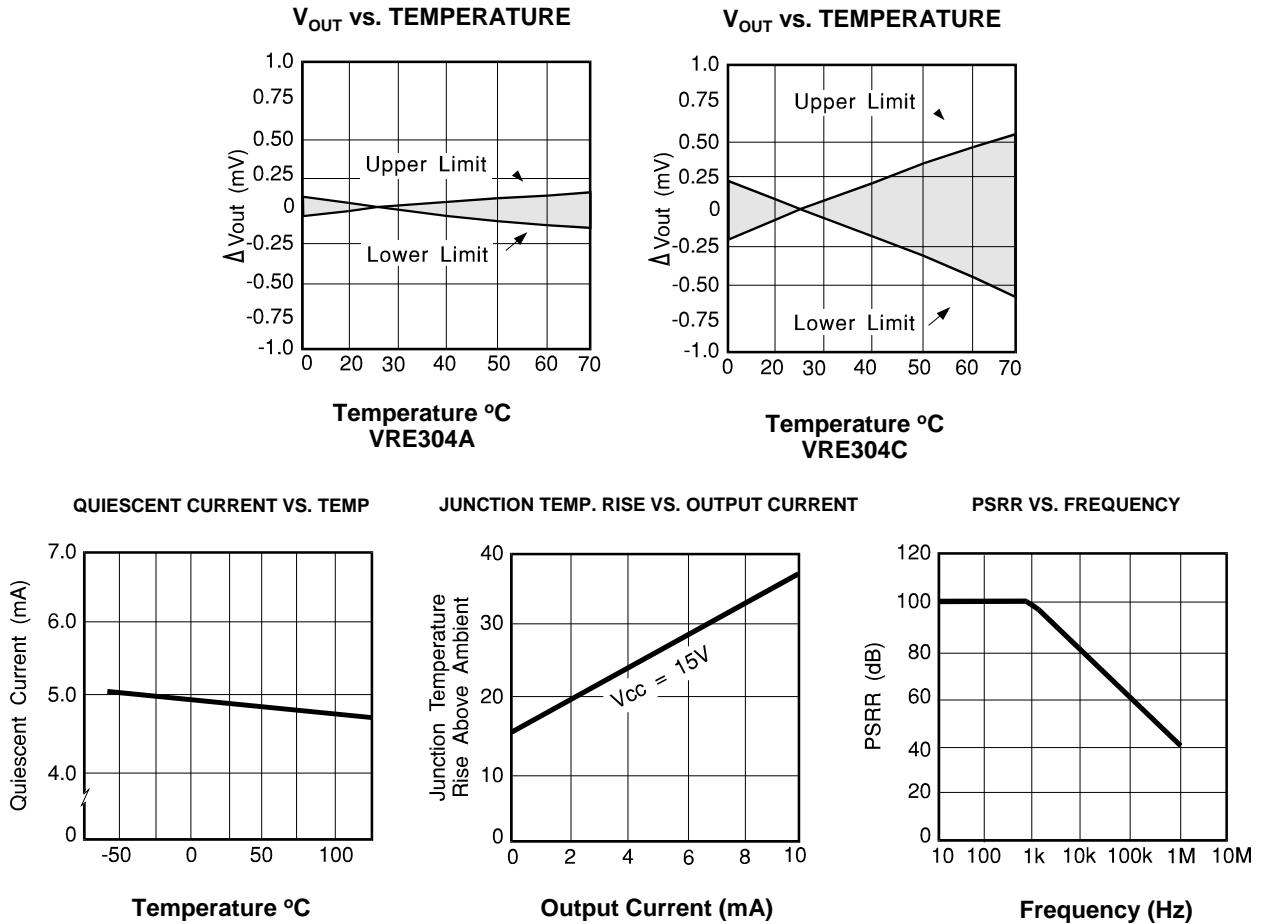 V_OUT vs. TEMPERATURE
1.0
0.75
0.50
0.25
0
-0.25
-0.50
-0.75
-1.0
Δ Vout (mV)
Upper Limit
Lower Limit
0 20 30 40 50 60 70
Temperature ºC
VRE304A
V_OUT vs. TEMPERATURE
1.0
0.75
0.50
0.25
0
-0.25
-0.50
-0.75
-1.0
Δ Vout (mV)
Upper Limit
Lower Limit
0 20 30 40 50 60 70
Temperature ºC
VRE304C
QUIESCENT CURRENT VS. TEMP
7.0
6.0
5.0
4.0
0
Quiescent Current (mA)
-50 0 50 100
Temperature ºC
JUNCTION TEMP. RISE VS. OUTPUT CURRENT
40
30
20
10
0
Junction Temperature
Rise Above Ambient
Vcc = 15V
0 2 4 6 8 10
Output Current (mA)
PSRR VS. FREQUENCY
120
100
80
60
40
20
0
PSRR (dB)
10 100 1k 10k 100k 1M 10M
Frequency (Hz)